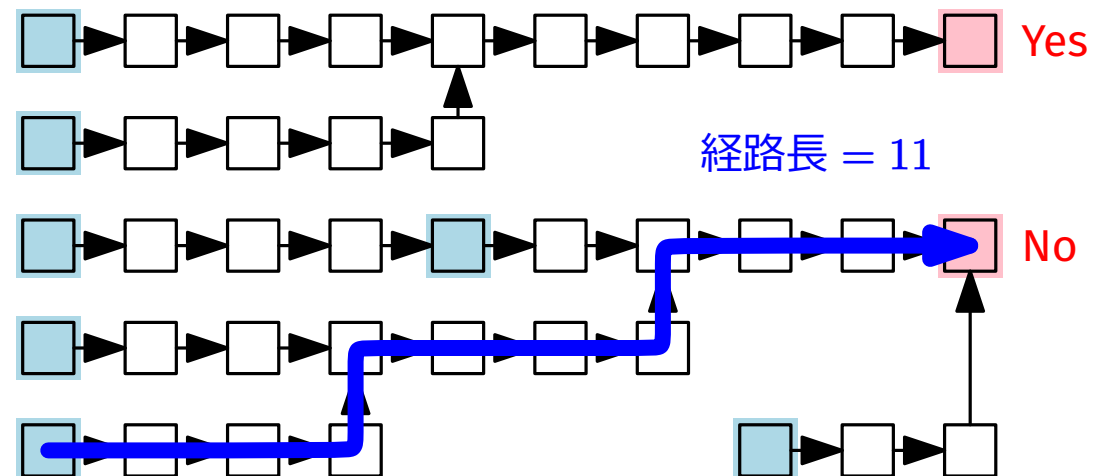 Yes
経路長 = 11
No